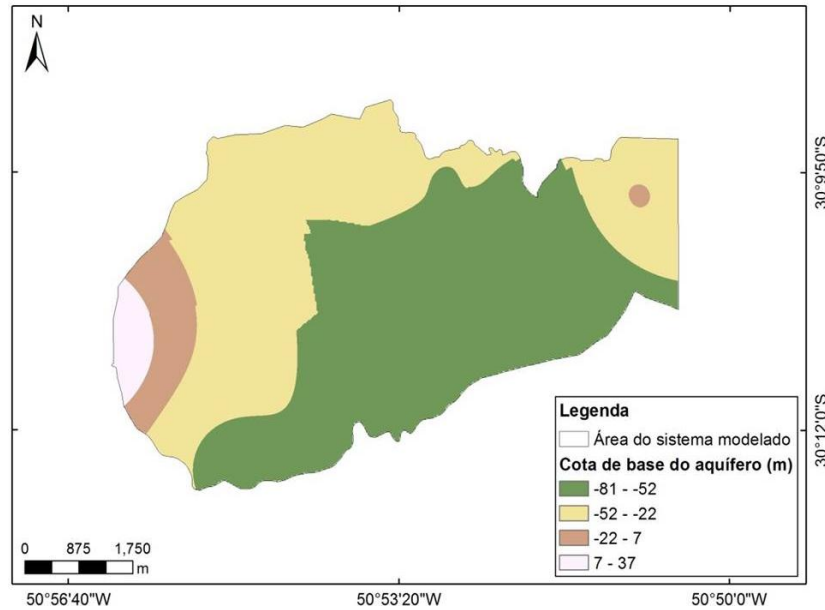 N
30°9'50"S
30°12'0"S
Legenda
Área do sistema modelado
Cota de base do aquífero (m)
-81 - -52
-52 - -22
-22 - 7
7 - 37
0 875 1,750
m
50°56'40"W 50°53'20"W 50°50'0"W